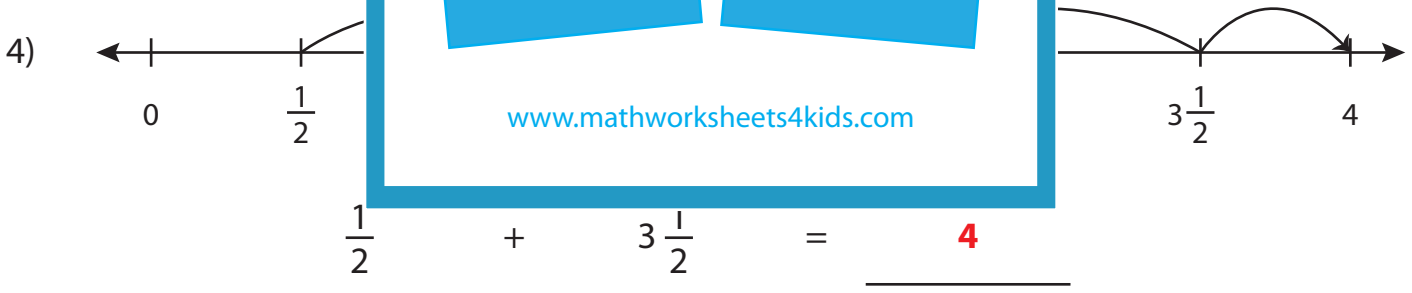 4)
0 1/2 3 1/2 4
www.mathworksheets4kids.com
1/2 + 3 1/2 = 4